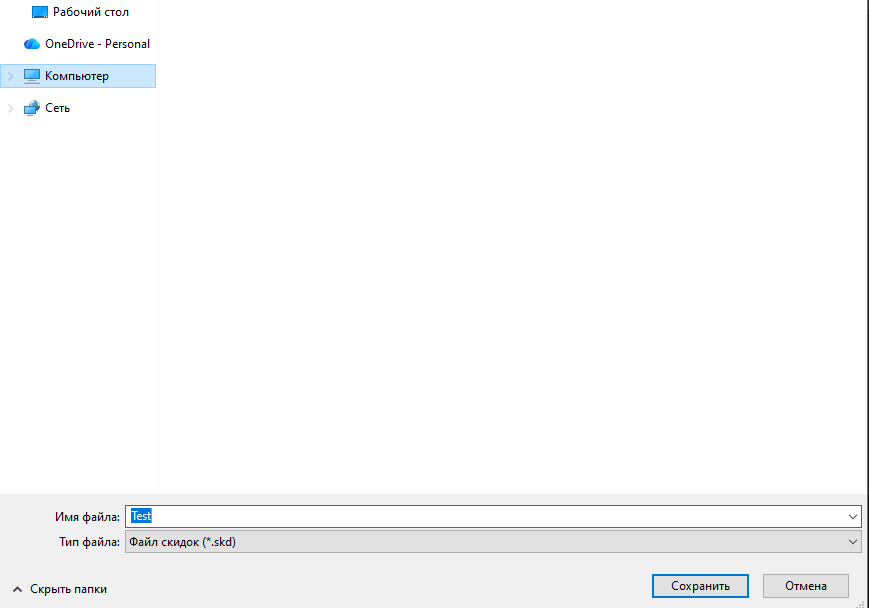 Рабочий стол
OneDrive - Personal
Компьютер
Сеть
Имя файла: Test
Тип файла: Файл скидок (*.skd)
Скрыть папки Сохранить Отмена